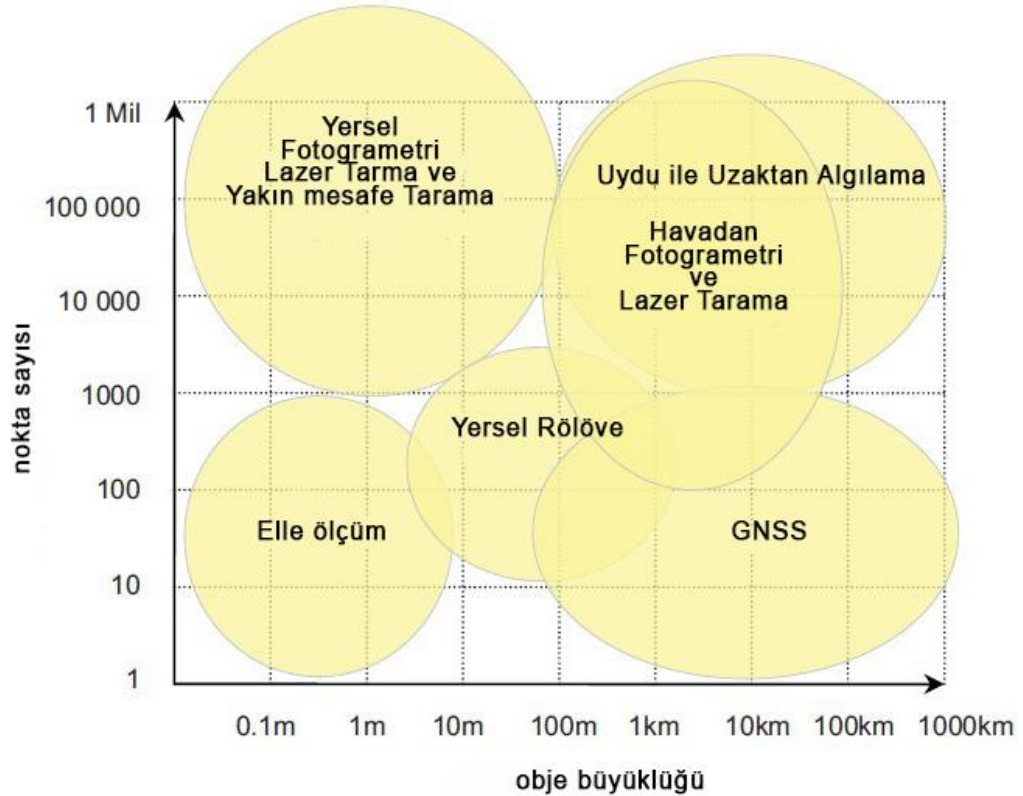 1 Mil
100 000
10 000
1000
100
10
1
nokta sayısı
Yersel
Fotogrametri
Lazer Tarma ve
Yakın mesafe Tarama
Uydu ile Uzaktan Algılama
Havadan
Fotogrametri
ve
Lazer Tarama
Yersel Rölöve
Elle ölçüm
GNSS
0.1m 1m 10m 100m 1km 10km 100km 1000km
obje büyüklüğü